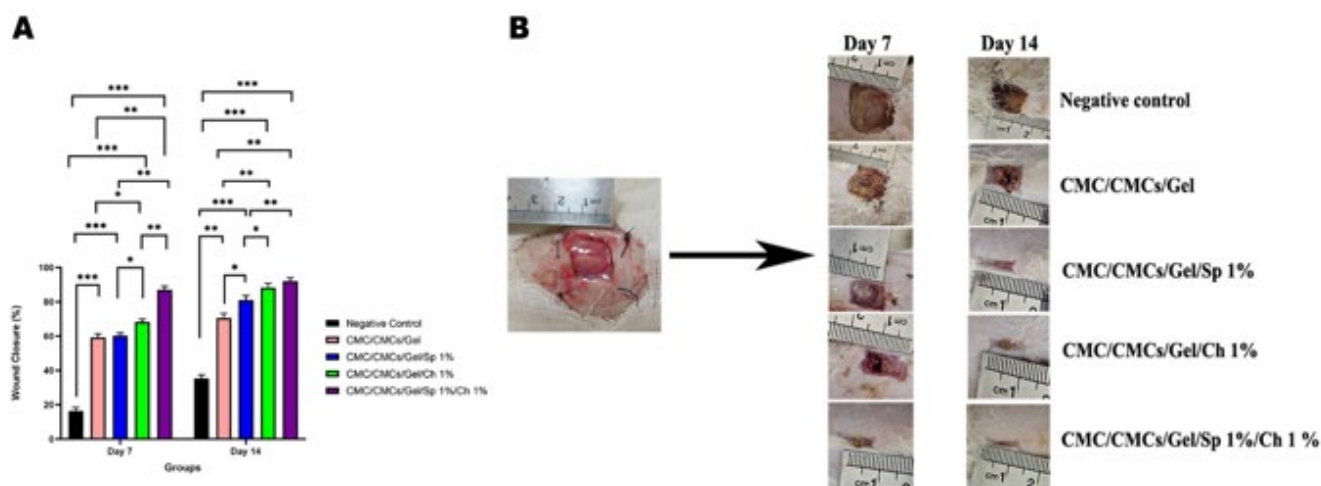 A
B
***
**
***
**
*
***
**
***
*
***
***
**
**
***
**
**
*
*
100
80
60
40
20
0
Wound Closure (%)
Day 7
Day 14
Groups
Negative Control
CMC/CMCs/Gel
CMC/CMCs/Gel/Sp 1%
CMC/CMCs/Gel/Ch 1%
CMC/CMCs/Gel/Sp 1%/Ch 1%
3
2
cm1
Day 7
Day 14
Negative control
CMC/CMCs/Gel
CMC/CMCs/Gel/Sp 1%
CMC/CMCs/Gel/Ch 1%
CMC/CMCs/Gel/Sp 1%/Ch 1 %